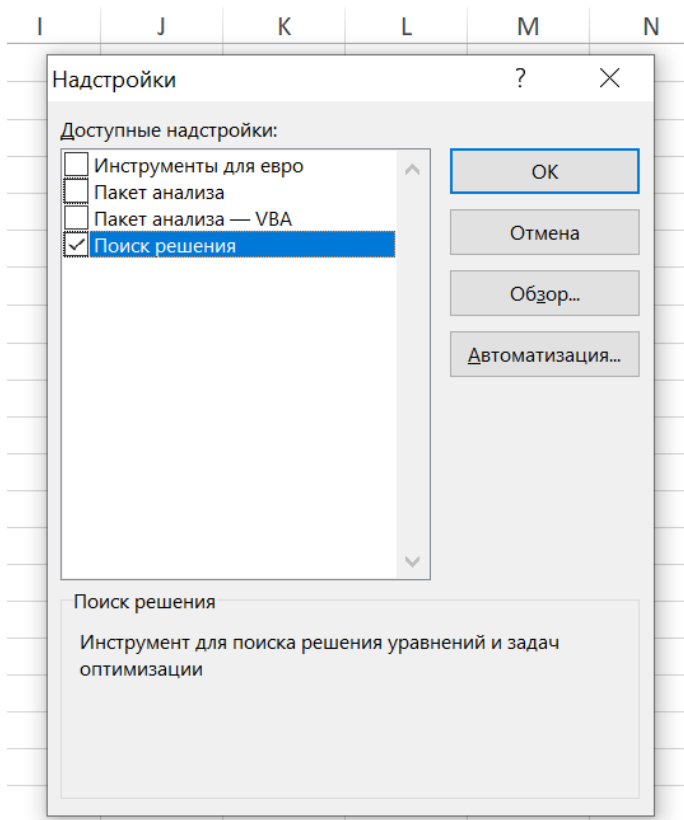 I J K L M N
Надстройки ?
Доступные надстройки:
Инструменты для евро
Пакет анализа
Пакет анализа — VBA
Поиск решения
ОК
Отмена
Обзор...
Автоматизация...
Поиск решения
Инструмент для поиска решения уравнений и задач
оптимизации